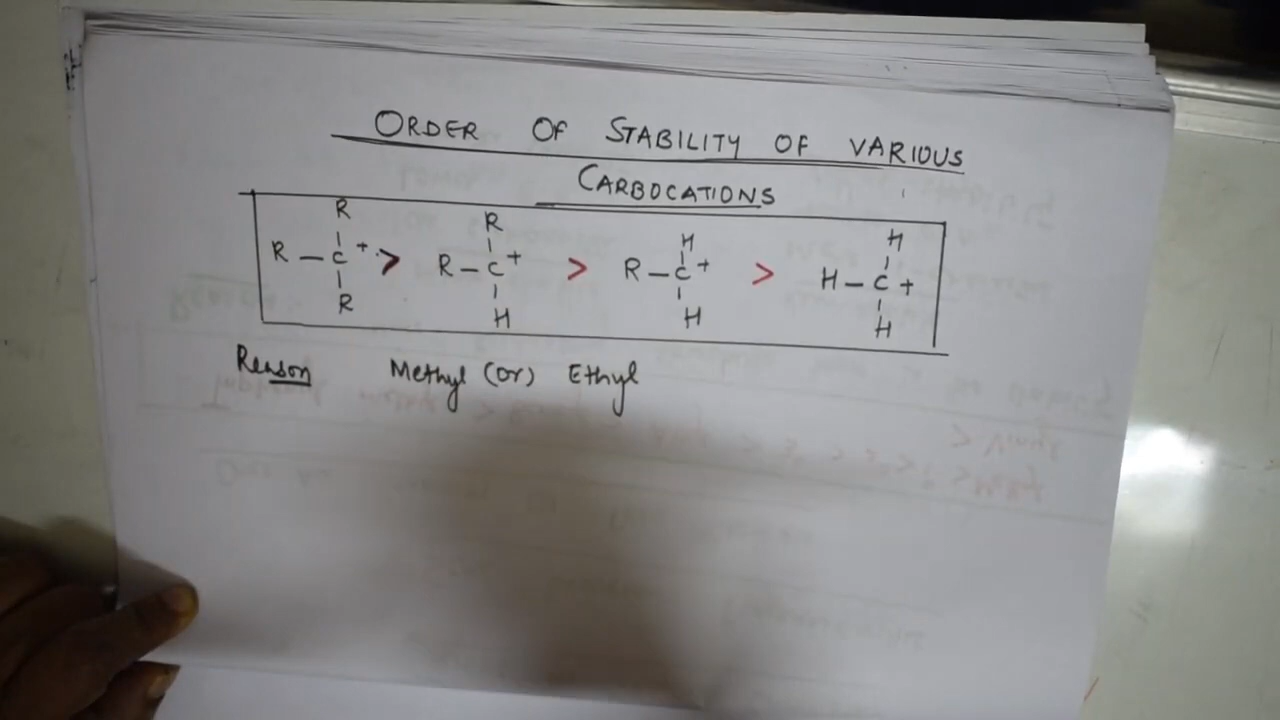 ORDER OF STABILITY OF VARIOUS
CARBOCATIONS
R R H H
R – C + > R – C + > R – C + > H – C +
R H H H
Reason Methyl (or) Ethyl